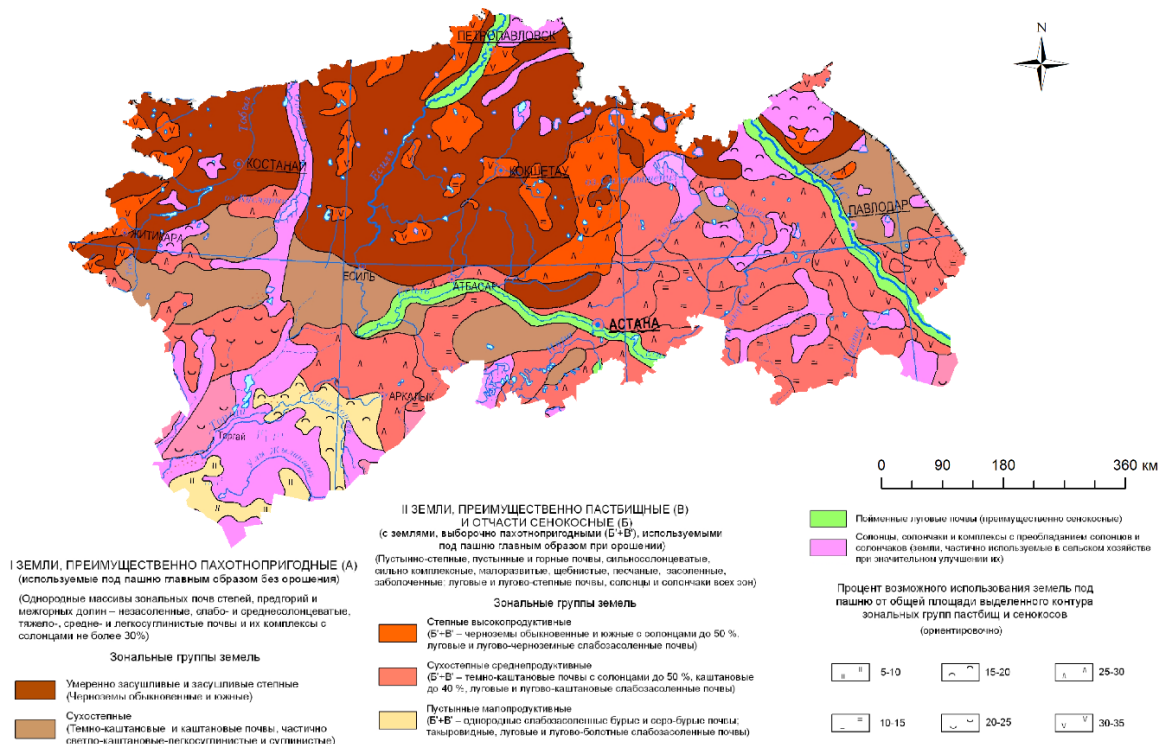 N
ПЕТРОПАВЛОВСК
Тобыл
Есиль
КОСТАНАЙ
КОКШЕТАУ
ПАВЛОДАР
ЖИТИКАРА
ЕСИЛЬ
АТБАСАР
АСТАНА
АРКАЛЫК
Торгай
0 90 180 360 км
I ЗЕМЛИ, ПРЕИМУЩЕСТВЕННО ПАХОТНОПРИГОДНЫЕ (А)
(используемые под пашню главным образом без орошения)
(Однородные массивы зональных почв степей, предгорий и
межгорных долин – незасоленные, слабо- и среднесолонцеватые,
тяжело-, средне- и легкосуглинистые почвы и их комплексы с
солонцами не более 30%)
Зональные группы земель
Умеренно засушливые и засушливые степные
(Черноземы обыкновенные и южные)
Сухостепные
(Темно-каштановые и каштановые почвы, частично
светло-каштановые-легкосуглинистые и суглинистые)
II ЗЕМЛИ, ПРЕИМУЩЕСТВЕННО ПАСТБИЩНЫЕ (В)
И ОТЧАСТИ СЕНОКОСНЫЕ (Б)
(с землями, выборочно пахотнопригодными (Б'+В'), используемыми
под пашню главным образом при орошении)
(Пустынно-степные, пустынные и горные почвы, сильносолонцеватые,
сильно комплексные, малоразвитые, щебнистые, песчаные, засоленные,
заболоченные; луговые и лугово-степные почвы, солонцы и солончаки всех зон)
Зональные группы земель
Степные высокопродуктивные
(Б'+В' – черноземы обыкновенные и южные с солонцами до 50 %,
луговые и лугово-черноземные слабозасоленные почвы)
Сухостепные среднепродуктивные
(Б'+В' – темно-каштановые почвы с солонцами до 50 %, каштановые
до 40 %, луговые и лугово-каштановые слабозасоленные почвы)
Пустынные малопродуктивные
(Б'+В' – однородные слабозасоленные бурые и серо-бурые почвы;
такыровидные, луговые и лугово-болотные слабозасоленные почвы)
Пойменные луговые почвы (преимущественно сенокосные)
Солонцы, солончаки и комплексы с преобладанием солонцов и
солончаков (земли, частично используемые в сельском хозяйстве
при значительном улучшении их)
Процент возможного использования земель под
пашню от общей площади выделенного контура
зональных групп пастбищ и сенокосов
(ориентировочно)
5-10 15-20 25-30
10-15 20-25 30-35